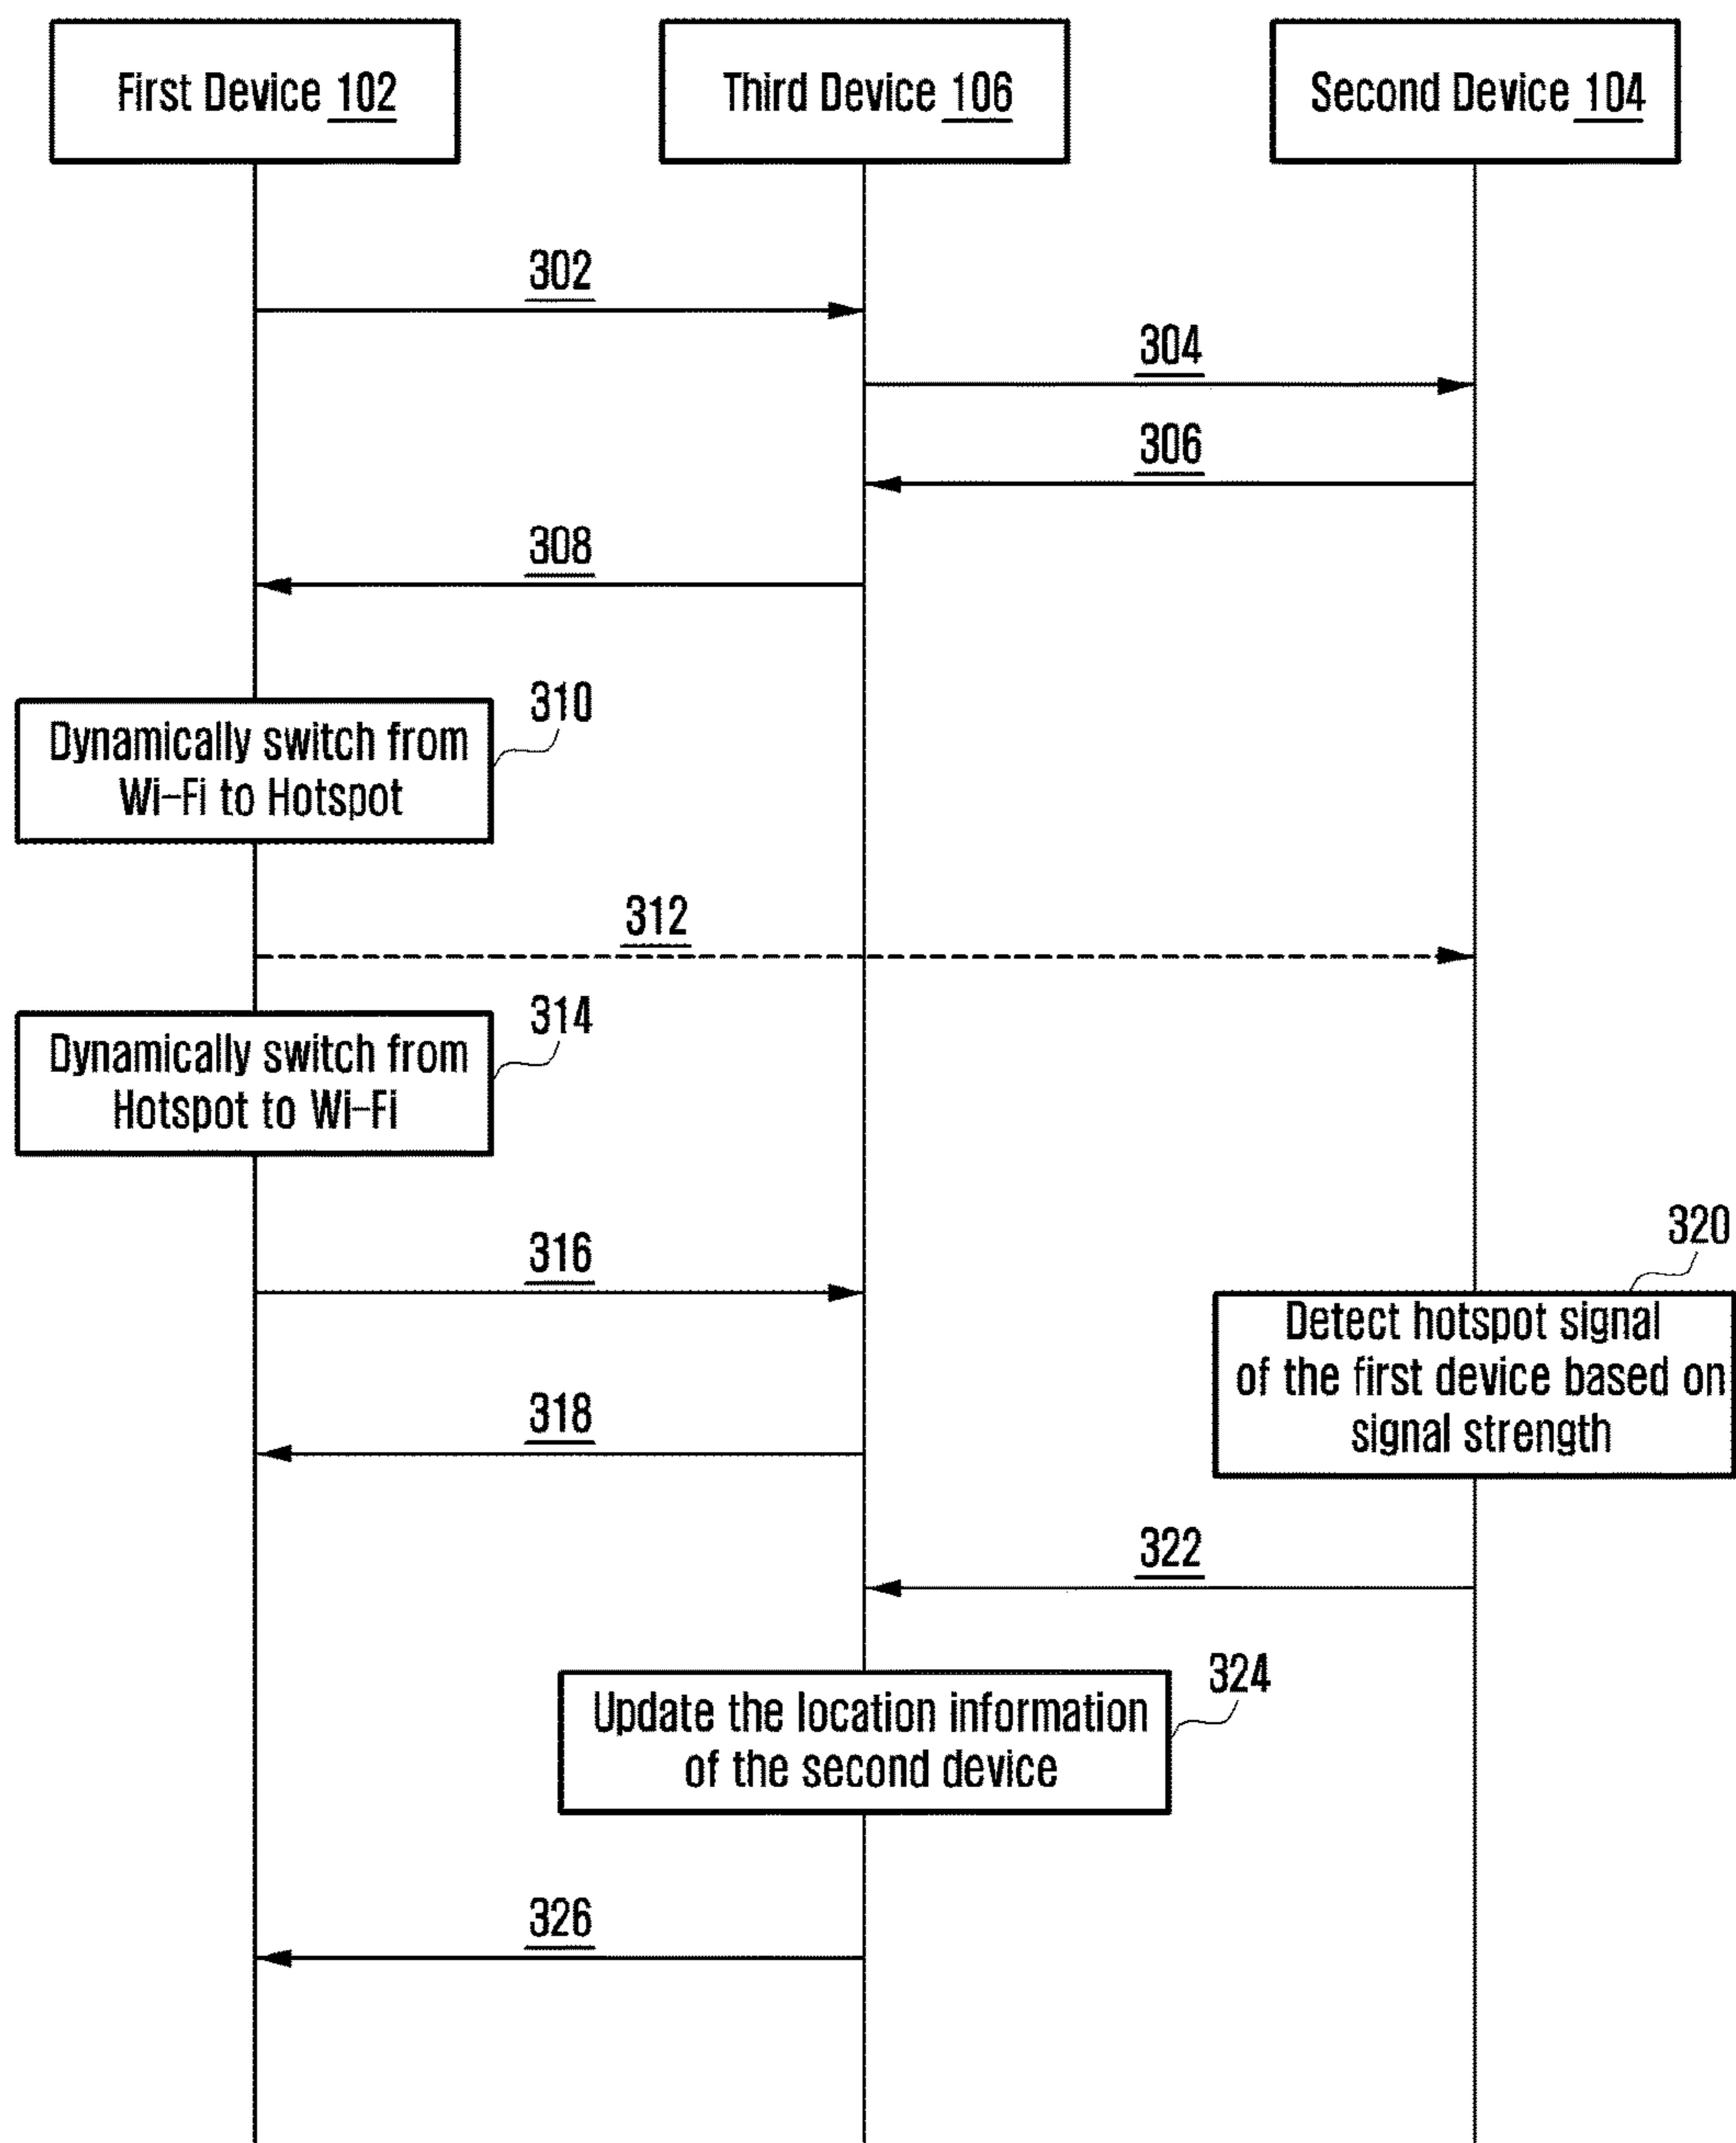 First Device 102
Third Device 106
Second Device 104
302
304
306
308
310
Dynamically switch from
Wi-Fi to Hotspot
312
314
Dynamically switch from
Hotspot to Wi-Fi
316
320
Detect hotspot signal
of the first device based on
signal strength
318
322
324
Update the location information
of the second device
326